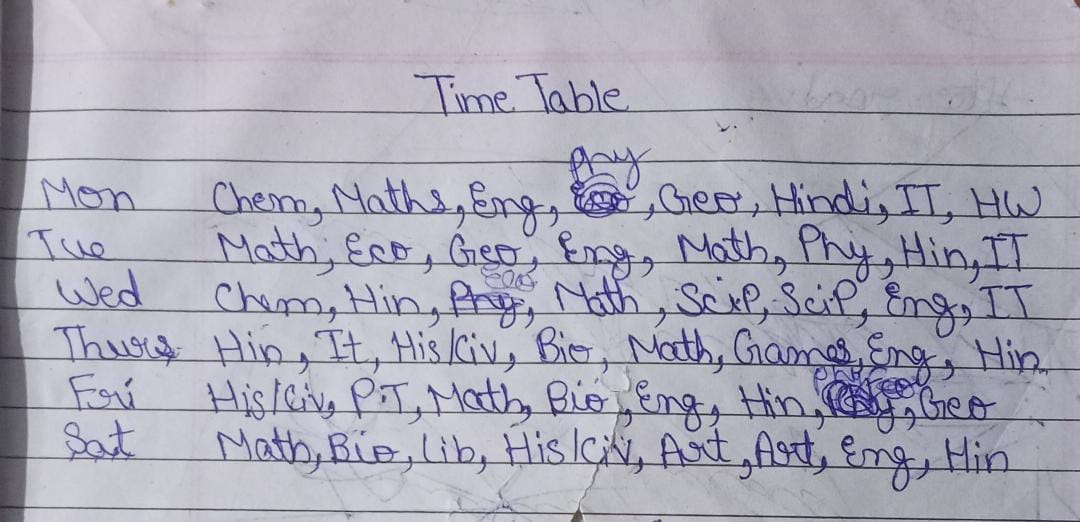 Time Table
Phy
Mon Chem, Maths, Eng, , Geo, Hindi, IT, HW
Tue Math, Eco, Geo, Eng, Math, Phy, Hin, IT
Wed Chem, Hin, Phy, Math, Sci.P, Sci P, Eng, IT
Thurs Hin, It, His/Civ, Bio, Math, Games, Eng, Hin
Fri His/Civ, P.T, Math, Bio, Eng, Hin, , Geo
Sat Math, Bio, Lib, His/Civ, Art, Art, Eng, Hin